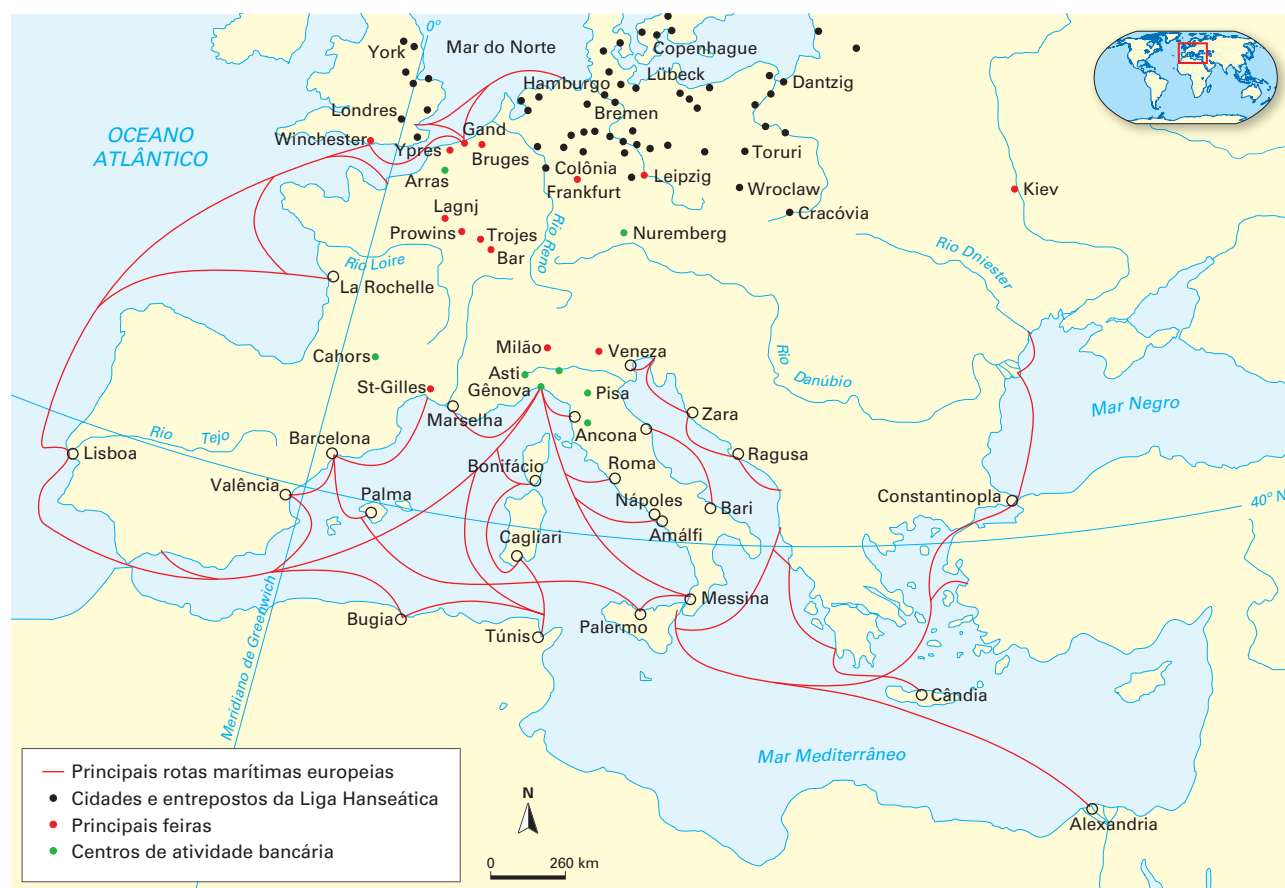 0º
York
Mar do Norte
Copenhague
Lübeck
Hamburgo
Dantzig
Londres
Bremen
OCEANO
ATLÂNTICO
Winchester
Gand
Ypres
Bruges
Toruri
Arras
Colônia
Frankfurt
Leipzig
Wroclaw
Kiev
Lagnj
Cracóvia
Prowins
Trojes
Bar
Rio Reno
Nuremberg
Rio Dniester
Rio Loire
La Rochelle
Cahors
Milão
Veneza
Asti
St-Gilles
Gênova
Pisa
Rio
Danúbio
Mar Negro
Marselha
Zara
Rio Tejo
Barcelona
Ancona
Lisboa
Ragusa
Bonifácio
Roma
Valência
Palma
Nápoles
Bari
Constantinopla
40º N
Amálfi
Cagliari
Meridiano de Greenwich
Messina
Bugia
Palermo
Túnis
Cândia
Mar Mediterrâneo
Alexandria
Principais rotas marítimas europeias
Cidades e entrepostos da Liga Hanseática
Principais feiras
Centros de atividade bancária
N
0 260 km